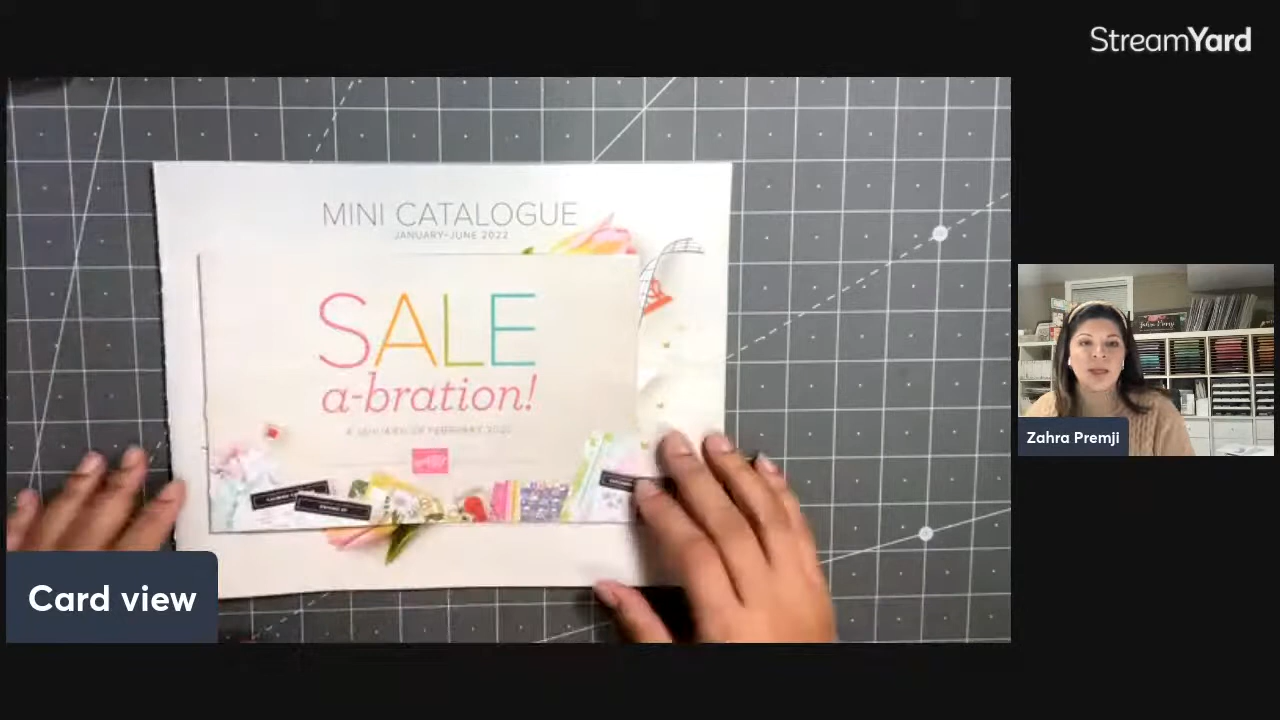 StreamYard
MINI CATALOGUE
JANUARY–JUNE 2022
SALE
a-bration!
Zahra Premji
Card view